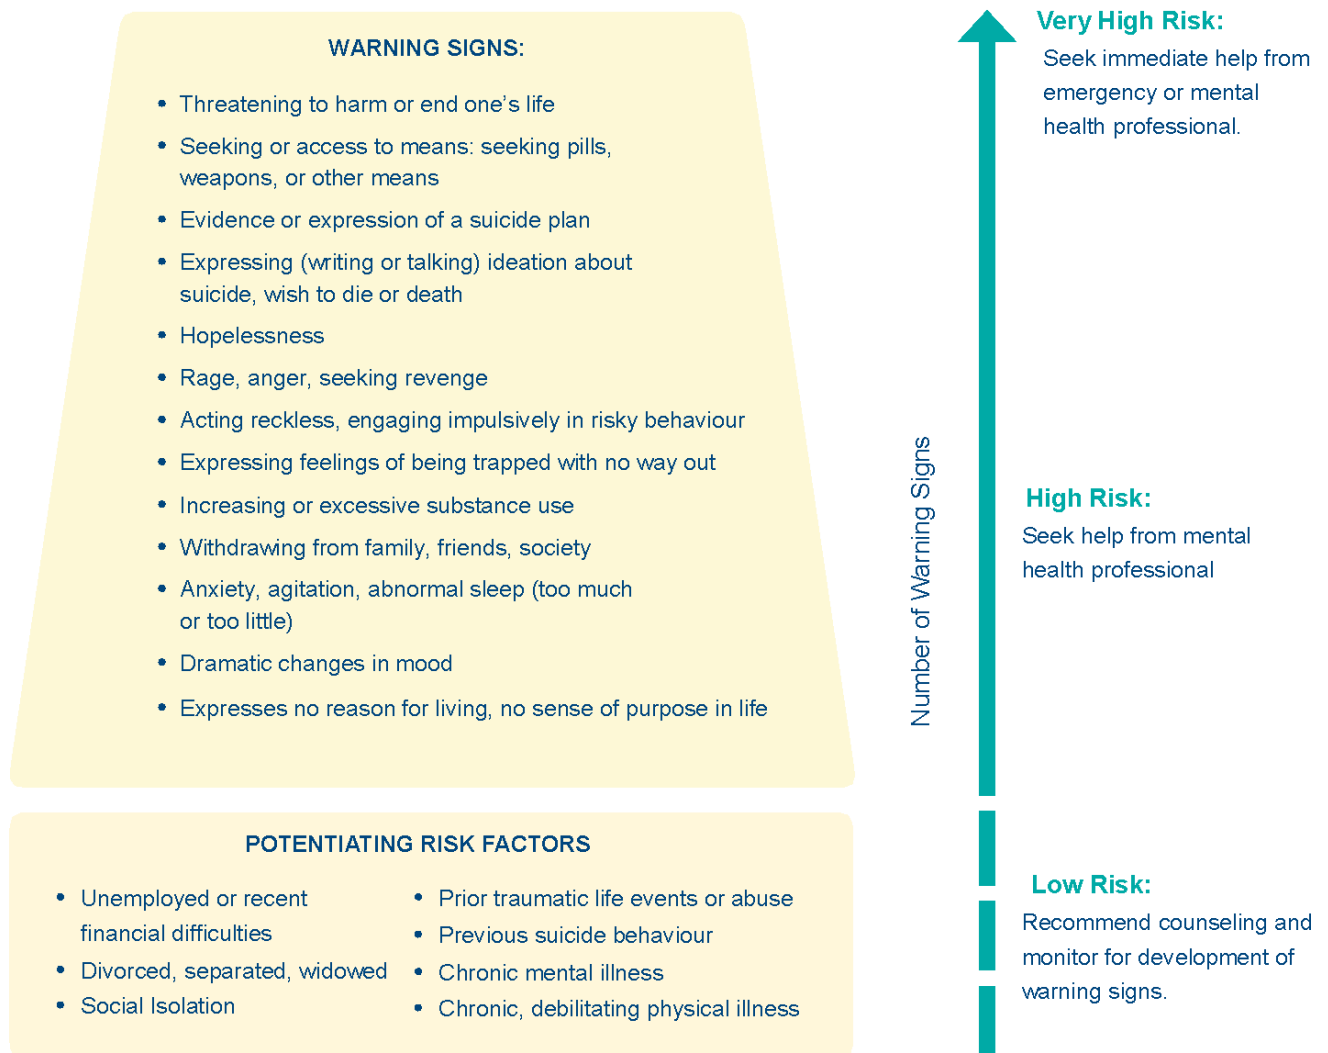 WARNING SIGNS:
• Threatening to harm or end one’s life
• Seeking or access to means: seeking pills,
weapons, or other means
• Evidence or expression of a suicide plan
• Expressing (writing or talking) ideation about
suicide, wish to die or death
• Hopelessness
• Rage, anger, seeking revenge
• Acting reckless, engaging impulsively in risky behaviour
• Expressing feelings of being trapped with no way out
• Increasing or excessive substance use
• Withdrawing from family, friends, society
• Anxiety, agitation, abnormal sleep (too much
or too little)
• Dramatic changes in mood
• Expresses no reason for living, no sense of purpose in life
POTENTIATING RISK FACTORS
• Unemployed or recent
financial difficulties
• Divorced, separated, widowed
• Social Isolation
• Prior traumatic life events or abuse
• Previous suicide behaviour
• Chronic mental illness
• Chronic, debilitating physical illness
Number of Warning Signs
Very High Risk:
Seek immediate help from
emergency or mental
health professional.
High Risk:
Seek help from mental
health professional
Low Risk:
Recommend counseling and
monitor for development of
warning signs.